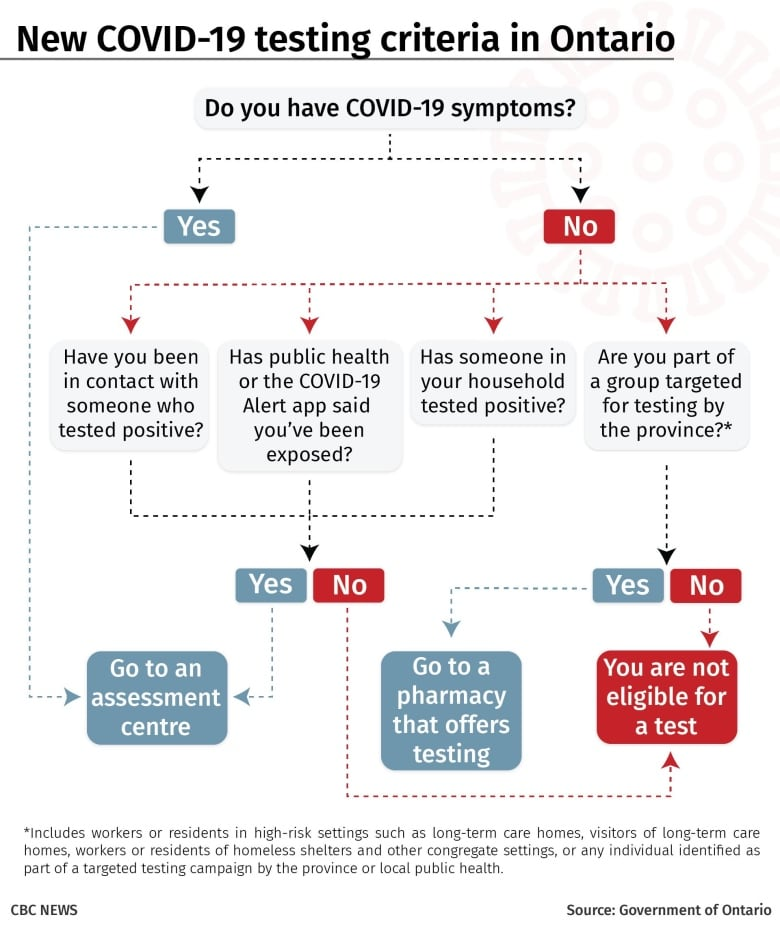 New COVID-19 testing criteria in Ontario
Do you have COVID-19 symptoms?
Yes
No
Have you been
in contact with
someone who
tested positive?
Has public health
or the COVID-19
Alert app said
you’ve been
exposed?
Has someone in
your household
tested positive?
Are you part of
a group targeted
for testing by
the province?*
Yes
No
Yes
No
Go to an
assessment
centre
Go to a
pharmacy
that offers
testing
You are not
eligible for
a test
*Includes workers or residents in high-risk settings such as long-term care homes, visitors of long-term care
homes, workers or residents of homeless shelters and other congregate settings, or any individual identified as
part of a targeted testing campaign by the province or local public health.
CBC NEWS
Source: Government of Ontario